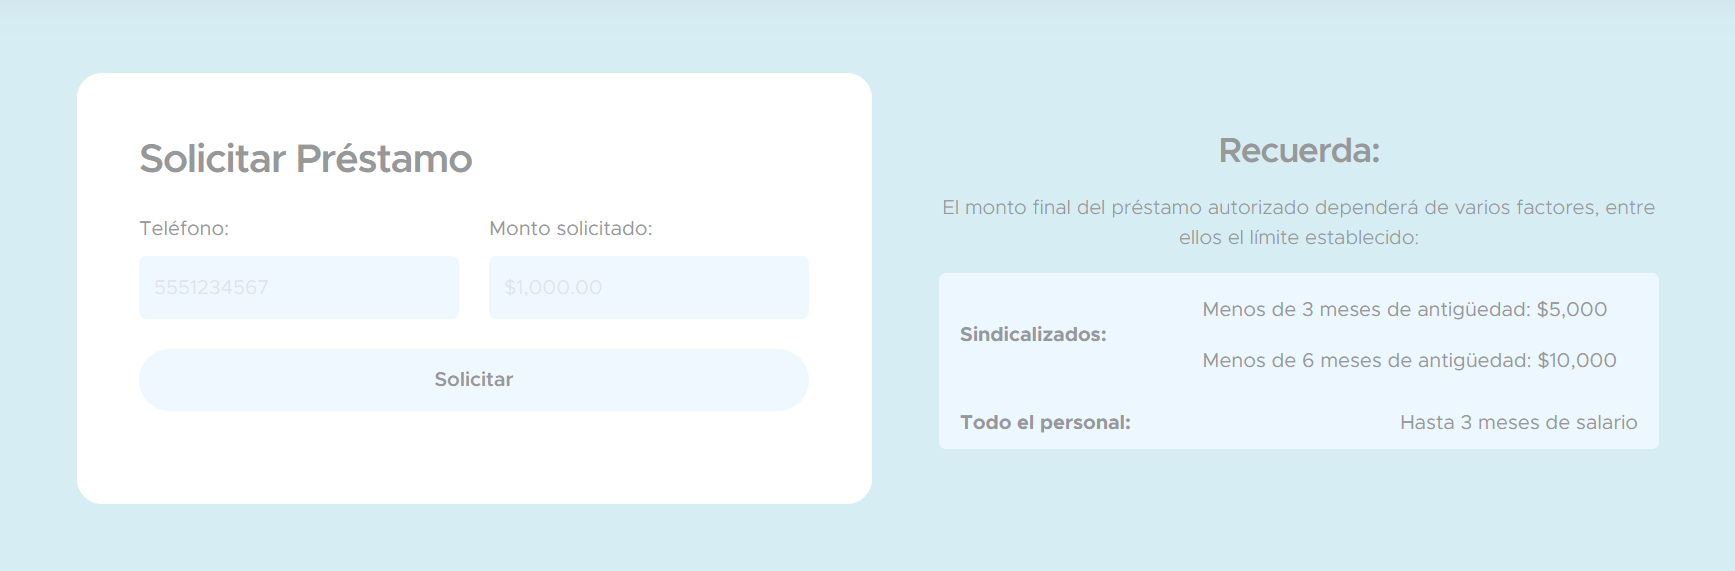 Solicitar Préstamo
Teléfono:
Monto solicitado:
5551234567
$1,000.00
Solicitar
Recuerda:
El monto final del préstamo autorizado dependerá de varios factores, entre
ellos el límite establecido:
Sindicalizados:
Menos de 3 meses de antigüedad: $5,000
Menos de 6 meses de antigüedad: $10,000
Todo el personal:
Hasta 3 meses de salario